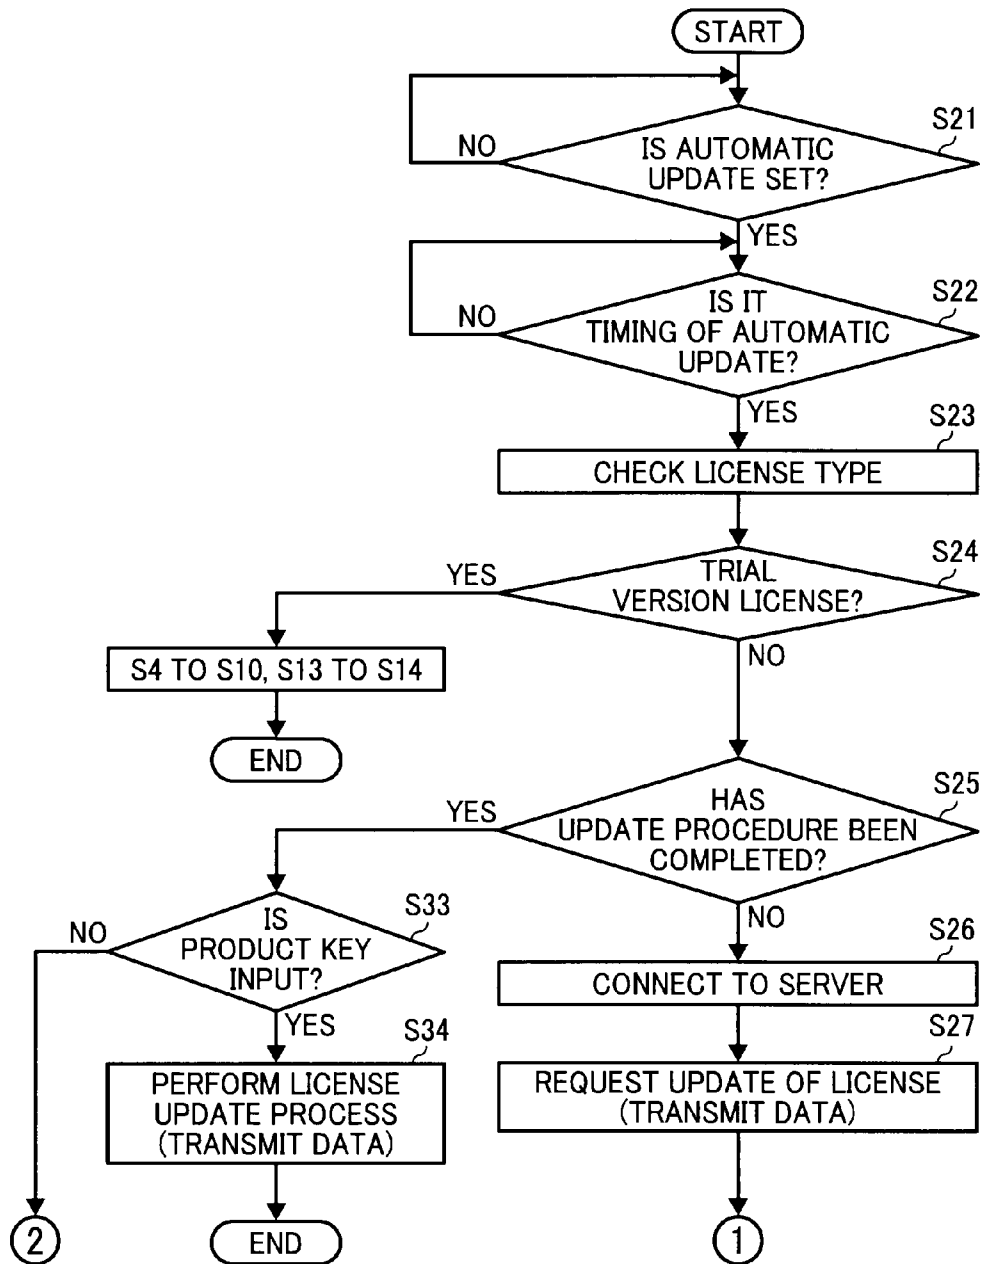 START
S21
NO
IS AUTOMATIC
UPDATE SET?
YES
S22
NO
IS IT
TIMING OF AUTOMATIC
UPDATE?
YES
S23
CHECK LICENSE TYPE
S24
YES
TRIAL
VERSION LICENSE?
NO
S4 TO S10, S13 TO S14
END
S25
YES
HAS
UPDATE PROCEDURE BEEN
COMPLETED?
NO
S33
NO
IS
PRODUCT KEY
INPUT?
YES
S26
CONNECT TO SERVER
S34
PERFORM LICENSE
UPDATE PROCESS
(TRANSMIT DATA)
S27
REQUEST UPDATE OF LICENSE
(TRANSMIT DATA)
2
END
1